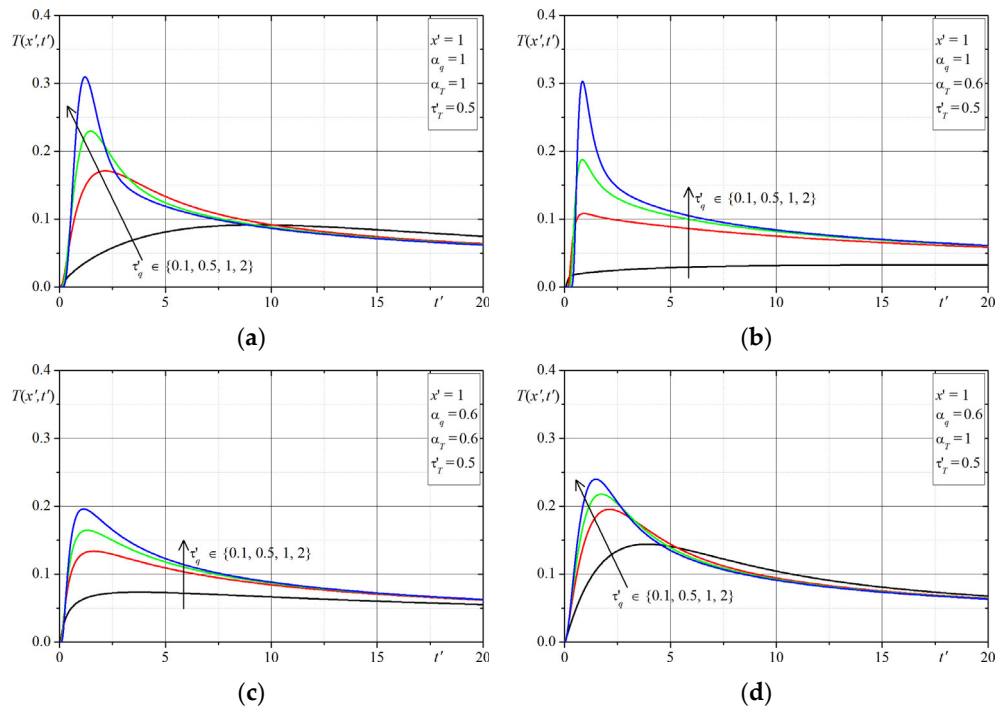 0.4
T(x′,t′)
0.3
0.2
0.1
0.0
x′ = 1
α_q = 1
α_T = 1
τ′_T = 0.5
τ′_q ∈ {0.1, 0.5, 1, 2}
0 5 10 15 20
t′
(a)
0.4
T(x′,t′)
0.3
0.2
0.1
0.0
x′ = 1
α_q = 1
α_T = 0.6
τ′_T = 0.5
τ′_q ∈ {0.1, 0.5, 1, 2}
0 5 10 15 20
t′
(b)
0.4
T(x′,t′)
0.3
0.2
0.1
0.0
x′ = 1
α_q = 0.6
α_T = 0.6
τ′_T = 0.5
τ′_q ∈ {0.1, 0.5, 1, 2}
0 5 10 15 20
t′
(c)
0.4
T(x′,t′)
0.3
0.2
0.1
0.0
x′ = 1
α_q = 0.6
α_T = 1
τ′_T = 0.5
τ′_q ∈ {0.1, 0.5, 1, 2}
0 5 10 15 20
t′
(d)